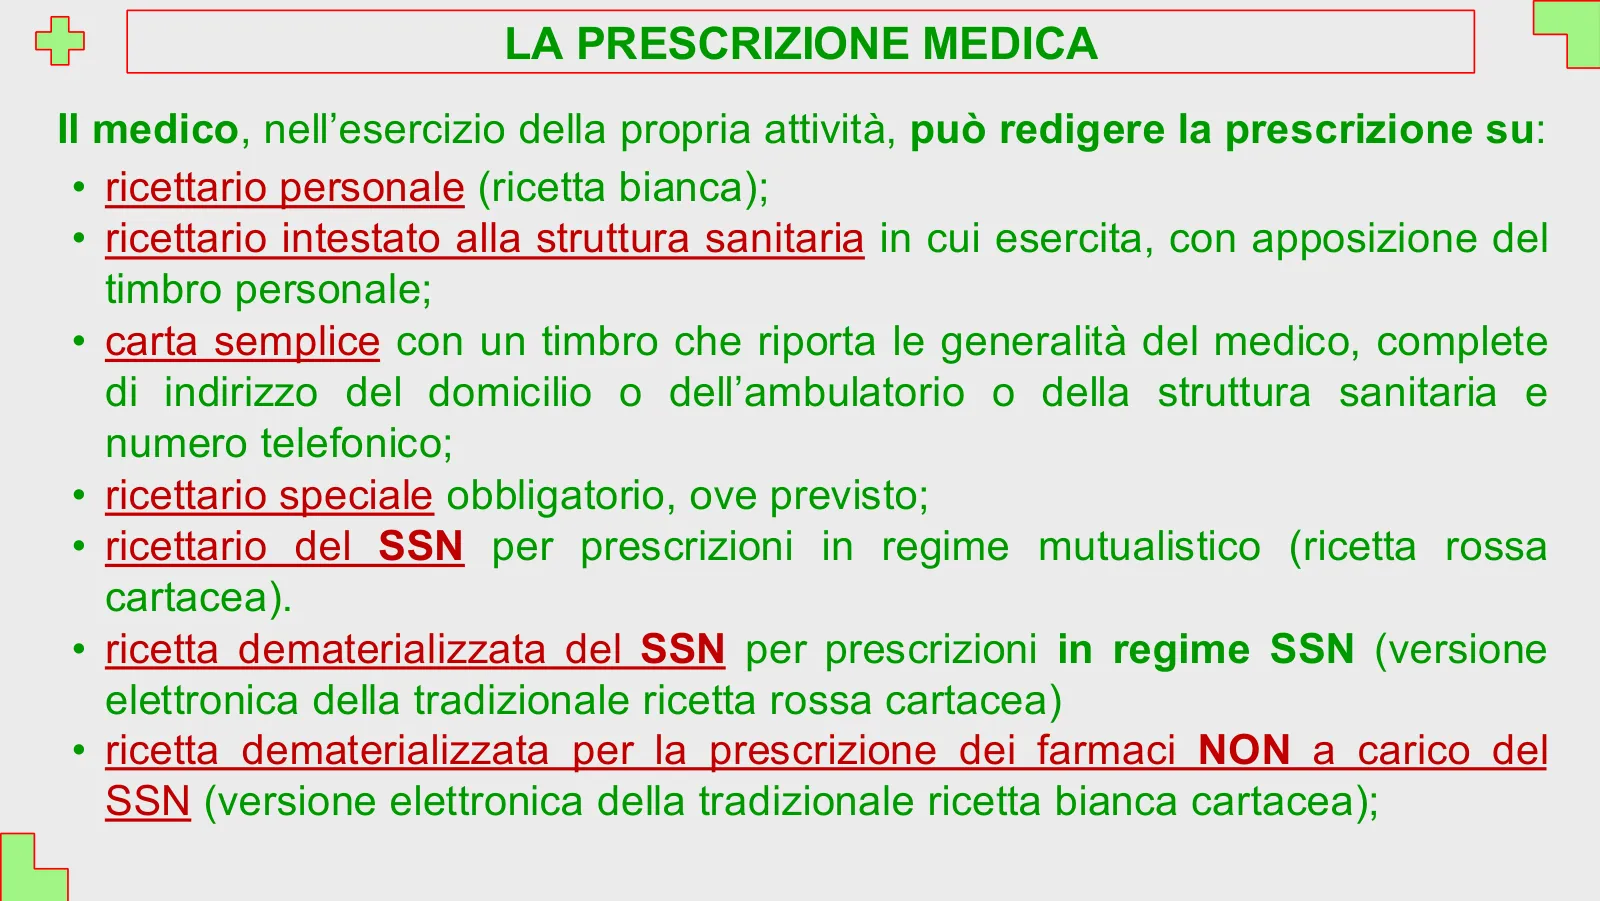 LA PRESCRIZIONE MEDICA
Il medico, nell’esercizio della propria attività, può redigere la prescrizione su:
• ricettario personale (ricetta bianca);
• ricettario intestato alla struttura sanitaria in cui esercita, con apposizione del
timbro personale;
• carta semplice con un timbro che riporta le generalità del medico, complete
di indirizzo del domicilio o dell’ambulatorio o della struttura sanitaria e
numero telefonico;
• ricettario speciale obbligatorio, ove previsto;
• ricettario del SSN per prescrizioni in regime mutualistico (ricetta rossa
cartacea).
• ricetta dematerializzata del SSN per prescrizioni in regime SSN (versione
elettronica della tradizionale ricetta rossa cartacea)
• ricetta dematerializzata per la prescrizione dei farmaci NON a carico del
SSN (versione elettronica della tradizionale ricetta bianca cartacea);